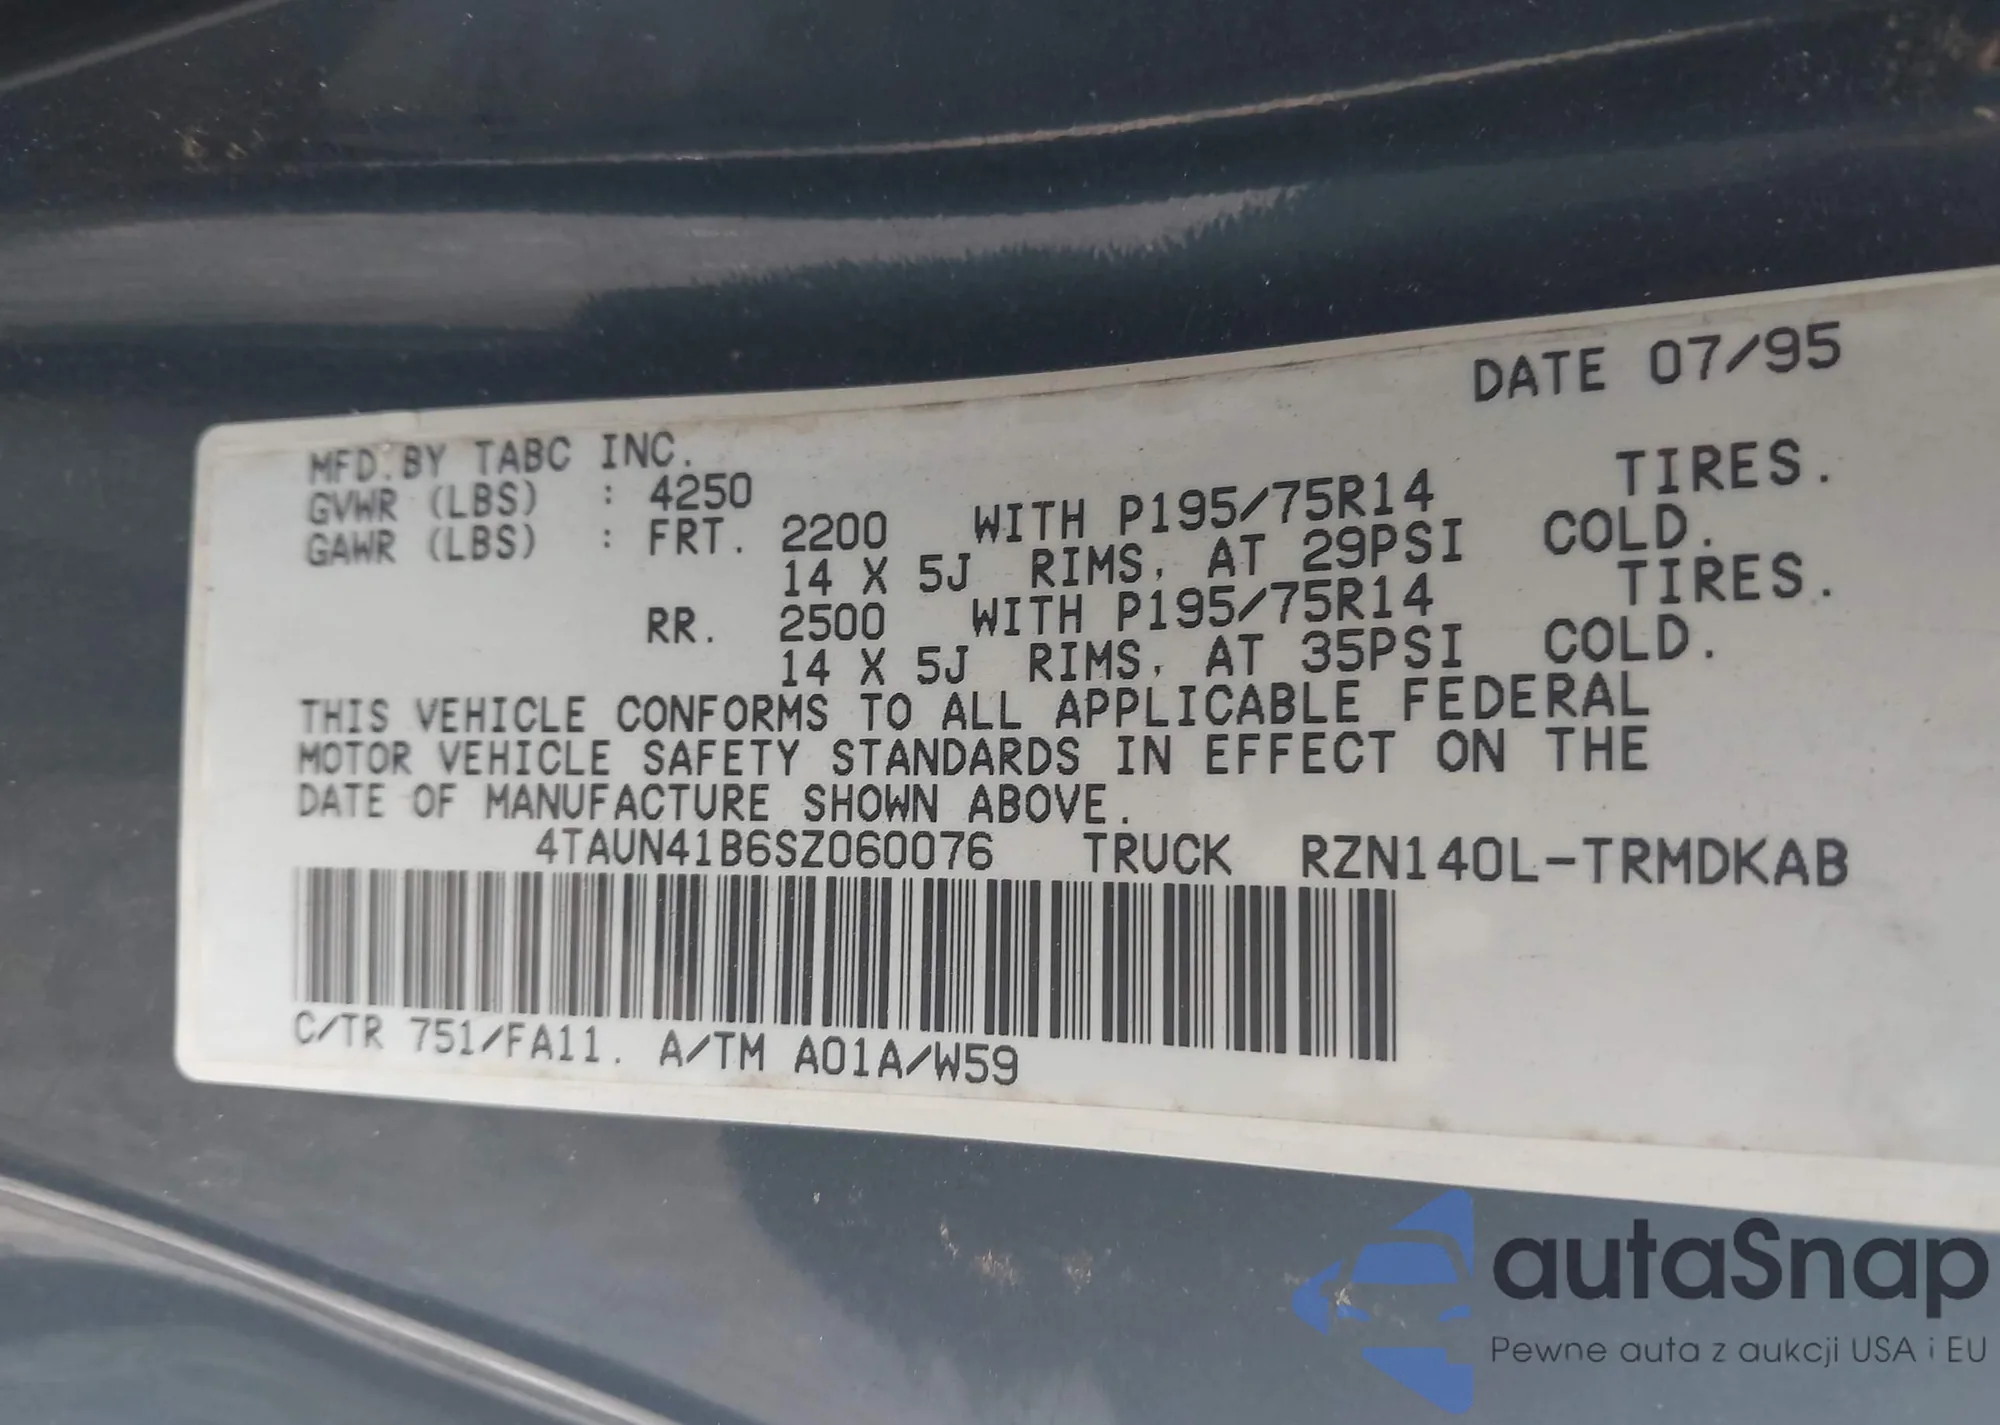 DATE 07/95
MFD.BY TABC INC.
GVWR (LBS) : 4250
GAWR (LBS) : FRT. 2200 WITH P195/75R14 TIRES.
14 X 5J RIMS, AT 29PSI COLD.
RR. 2500 WITH P195/75R14 TIRES.
14 X 5J RIMS, AT 35PSI COLD.
THIS VEHICLE CONFORMS TO ALL APPLICABLE FEDERAL
MOTOR VEHICLE SAFETY STANDARDS IN EFFECT ON THE
DATE OF MANUFACTURE SHOWN ABOVE.
4TAUN41B6SZ060076 TRUCK RZN140L-TRMDKAB
C/TR 751/FA11. A/TM A01A/W59
autaSnap
Pewne auta z aukcji USA i EU